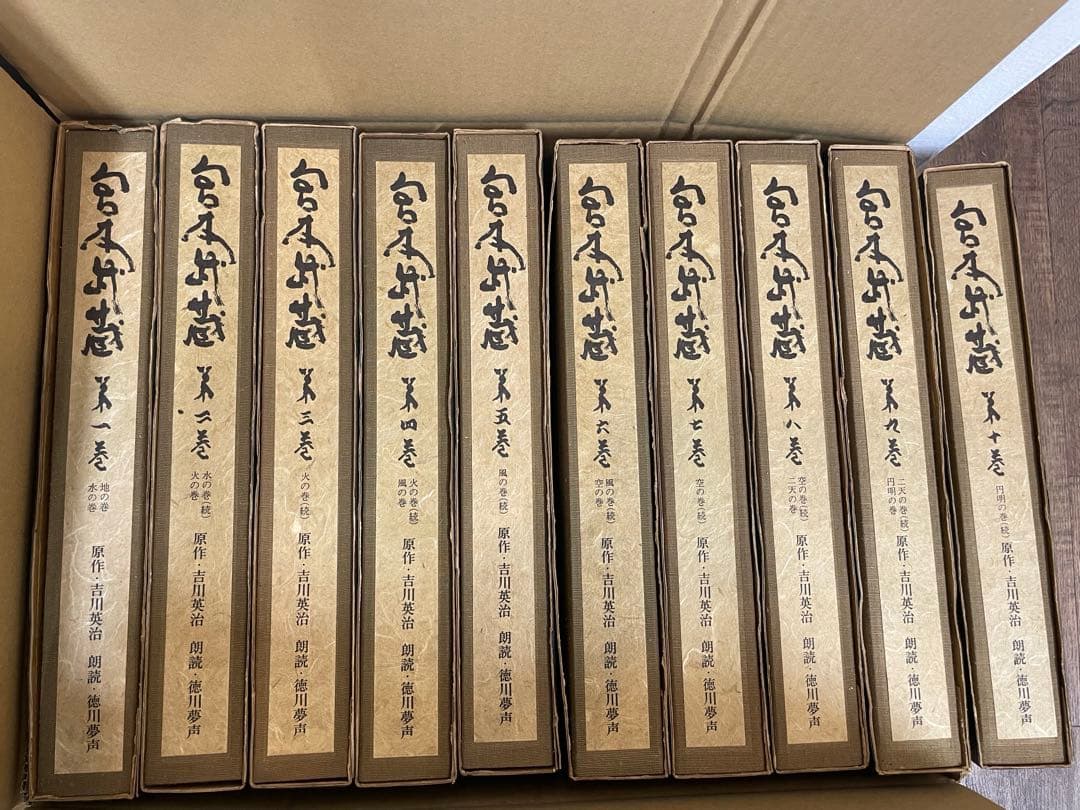 宮本武蔵
第一巻
地の巻
水の巻
原作・吉川英治 朗読・徳川夢声
宮本武蔵
第二巻
水の巻(続)
火の巻
原作・吉川英治 朗読・徳川夢声
宮本武蔵
第三巻
火の巻(続)
原作・吉川英治 朗読・徳川夢声
宮本武蔵
第四巻
火の巻(続)
風の巻
原作・吉川英治 朗読・徳川夢声
宮本武蔵
第五巻
風の巻(続)
原作・吉川英治 朗読・徳川夢声
宮本武蔵
第六巻
風の巻(続)
空の巻
原作・吉川英治 朗読・徳川夢声
宮本武蔵
第七巻
空の巻(続)
原作・吉川英治 朗読・徳川夢声
宮本武蔵
第八巻
空の巻(続)
二天の巻
原作・吉川英治 朗読・徳川夢声
宮本武蔵
第九巻
二天の巻(続)
円明の巻
原作・吉川英治 朗読・徳川夢声
宮本武蔵
第十巻
円明の巻(続)
原作・吉川英治 朗読・徳川夢声